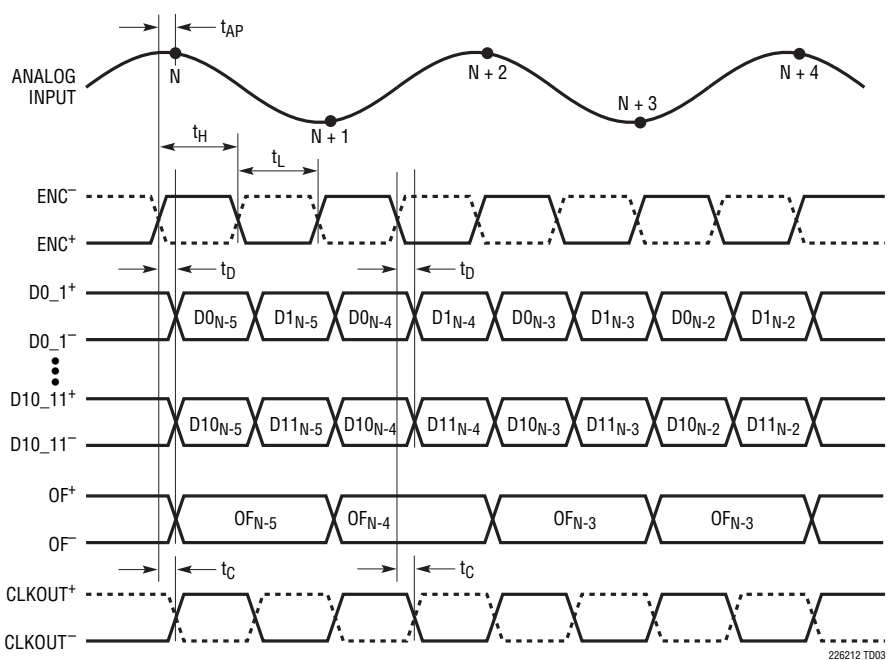 tAP
ANALOG
INPUT
N
N + 1
N + 2
N + 3
N + 4
tH
tL
ENC–
ENC+
tD
tD
D0_1+
D0N-5
D1N-5
D0N-4
D1N-4
D0N-3
D1N-3
D0N-2
D1N-2
D0_1–
D10_11+
D10N-5
D11N-5
D10N-4
D11N-4
D10N-3
D11N-3
D10N-2
D11N-2
D10_11–
OF+
OFN-5
OFN-4
OFN-3
OFN-3
OF–
tC
tC
CLKOUT+
CLKOUT–
226212 TD03